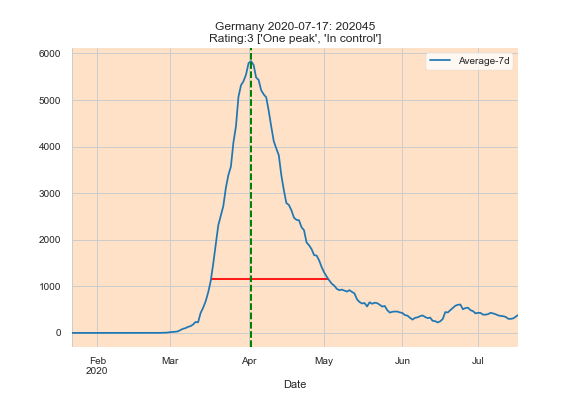 Germany 2020-07-17: 202045
Rating:3 ['One peak', 'In control']
Average-7d
6000
5000
4000
3000
2000
1000
0
Feb
2020
Mar
Apr
May
Jun
Jul
Date